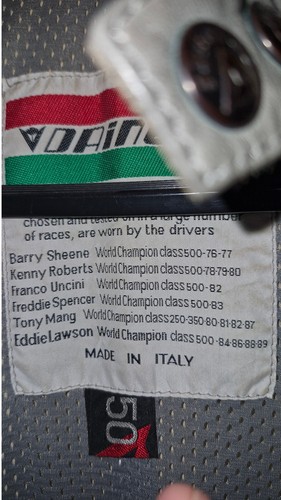 DAIN
chosen and tested on in a large number
of races, are worn by the drivers
Barry Sheene World Champion class 500-76-77
Kenny Roberts World Champion class 500-78-79-80
Franco Uncini World Champion class 500-82
Freddie Spencer World Champion class 500-83
Tony Mang World Champion class 250-350-80-81-82-87
Eddie Lawson World Champion class 500-84-86-88-89
MADE IN ITALY
50